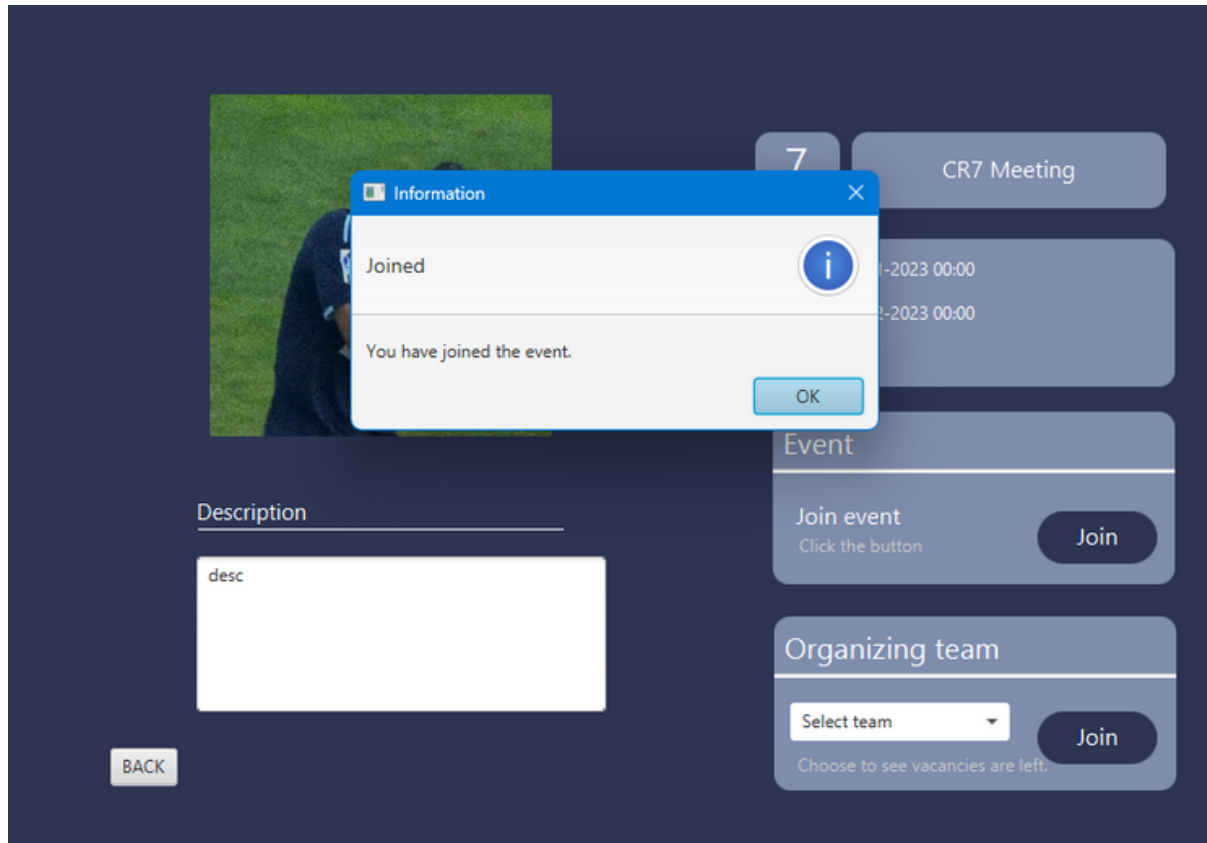 7
CR7 Meeting
Information
Joined
-2023 00:00
-2023 00:00
You have joined the event.
OK
Event
Join event
Click the button
Join
Description
desc
Organizing team
Select team
Join
Choose to see vacancies are left.
BACK